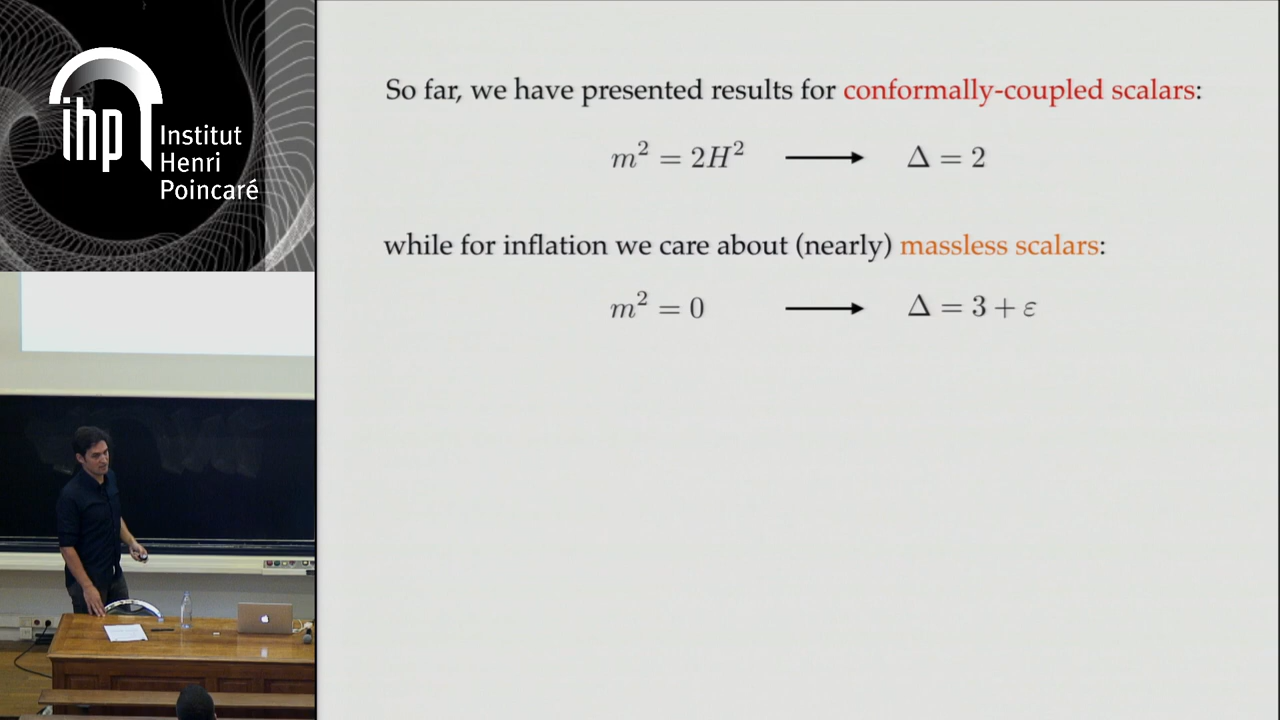 ihp
Institut
Henri
Poincaré
So far, we have presented results for conformally-coupled scalars:
m² = 2H² ⟶ Δ = 2
while for inflation we care about (nearly) massless scalars:
m² = 0 ⟶ Δ = 3 + ε